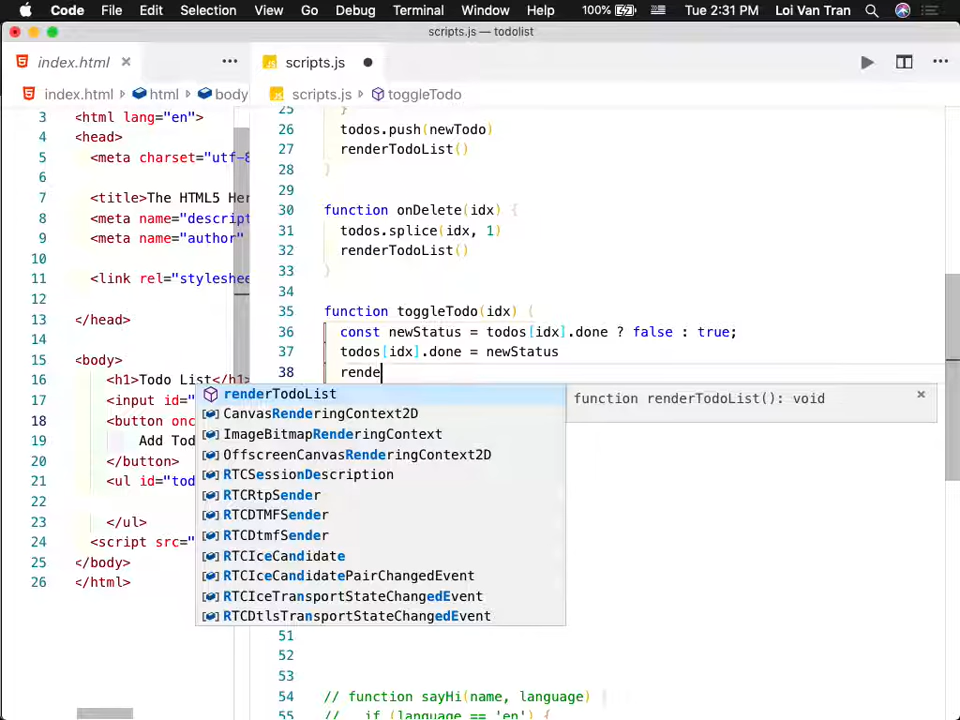 Code File Edit Selection View Go Debug Terminal Window Help 100% Tue 2:31 PM Loi Van Tran
scripts.js — todolist
index.html × ··· scripts.js ● ···
index.html > html > body scripts.js > toggleTodo
3 <html lang="en">
4 <head>
5 <meta charset="utf-8
6
7 <title>The HTML5 Her
8 <meta name="descript
9 <meta name="author"
10
11 <link rel="styleshee
12
13 </head>
14
15 <body>
16 <h1>Todo List</h1>
17 <input id=
18 <button onc
19 Add Tod
20 </button>
21 <ul id="tod
22
23 </ul>
24 <script src="
25 </body>
26 </html>
25 }
26 todos.push(newTodo)
27 renderTodoList()
28 }
29
30 function onDelete(idx) {
31 todos.splice(idx, 1)
32 renderTodoList()
33 }
34
35 function toggleTodo(idx) {
36 const newStatus = todos[idx].done ? false : true;
37 todos[idx].done = newStatus
38 rende
renderTodoList
CanvasRenderingContext2D
ImageBitmapRenderingContext
OffscreenCanvasRenderingContext2D
RTCSessionDescription
RTCRtpSender
RTCDTMFSender
RTCDtmfSender
RTCIceCandidate
RTCIceCandidatePairChangedEvent
RTCIceTransportStateChangedEvent
RTCDtlsTransportStateChangedEvent
function renderTodoList(): void ×
51
52
53
54 // function sayHi(name, language) {
55 // if (language == 'en') {